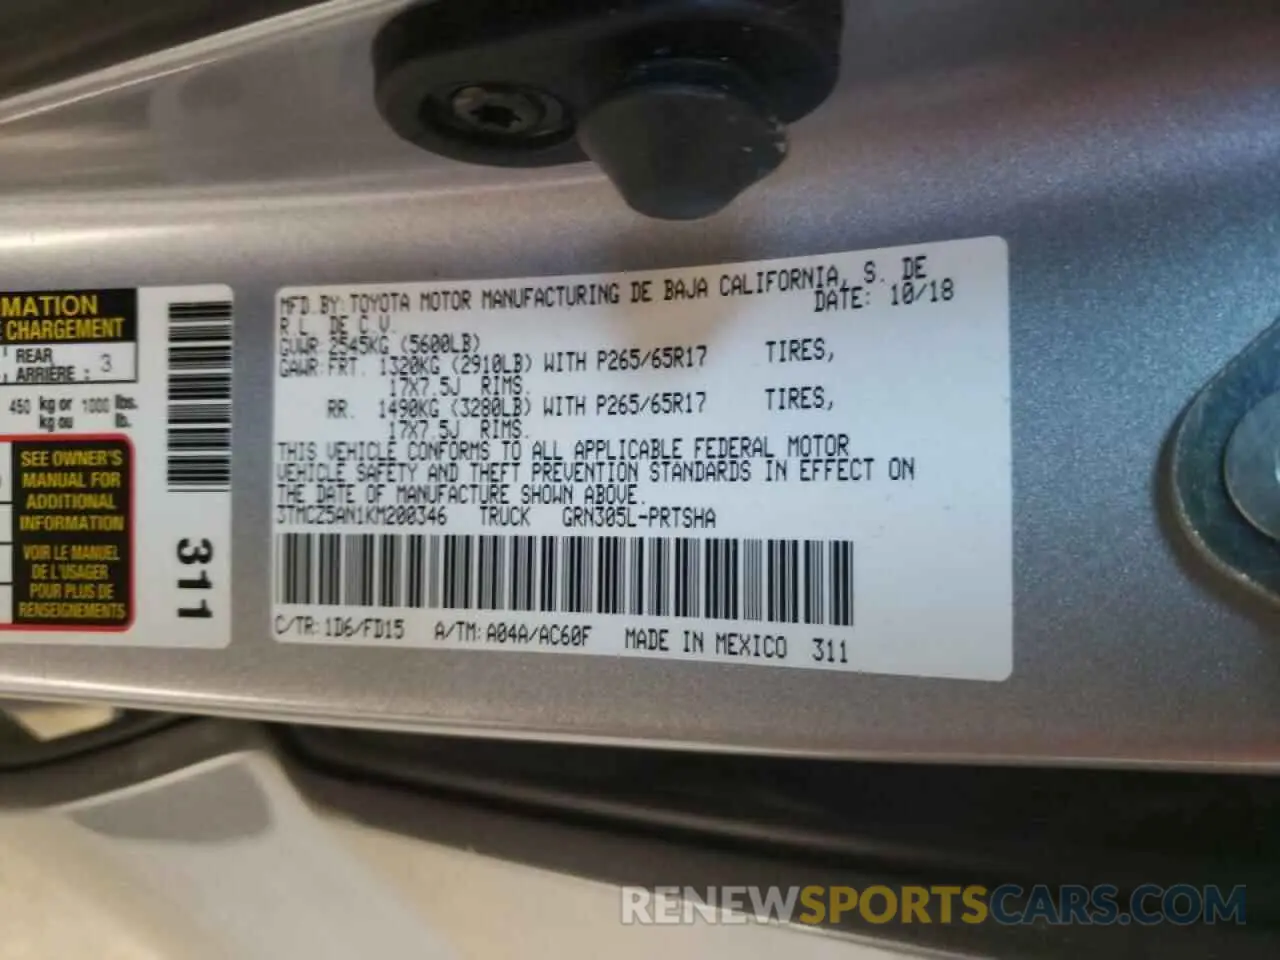 MATION
E CHARGEMENT
REAR
ARRIÈRE : 3
450 kg or 1000 lbs.
kg ou lb.
SEE OWNER'S
MANUAL FOR
ADDITIONAL
INFORMATION
VOIR LE MANUEL
DE L'USAGER
POUR PLUS DE
RENSEIGNEMENTS
311
MFD.BY:TOYOTA MOTOR MANUFACTURING DE BAJA CALIFORNIA, S. DE
R.L. DE C.V. DATE: 10/18
GVWR 2545KG (5600LB)
GAWR:FRT. 1320KG (2910LB) WITH P265/65R17 TIRES,
17X7.5J RIMS.
RR. 1490KG (3280LB) WITH P265/65R17 TIRES,
17X7.5J RIMS.
THIS VEHICLE CONFORMS TO ALL APPLICABLE FEDERAL MOTOR
VEHICLE SAFETY AND THEFT PREVENTION STANDARDS IN EFFECT ON
THE DATE OF MANUFACTURE SHOWN ABOVE.
3TMCZ5AN1KM200346 TRUCK GRN305L-PRTSHA
C/TR:1D6/FD15 A/TM:A04A/AC60F MADE IN MEXICO 311
RENEWSPORTSCARS.COM